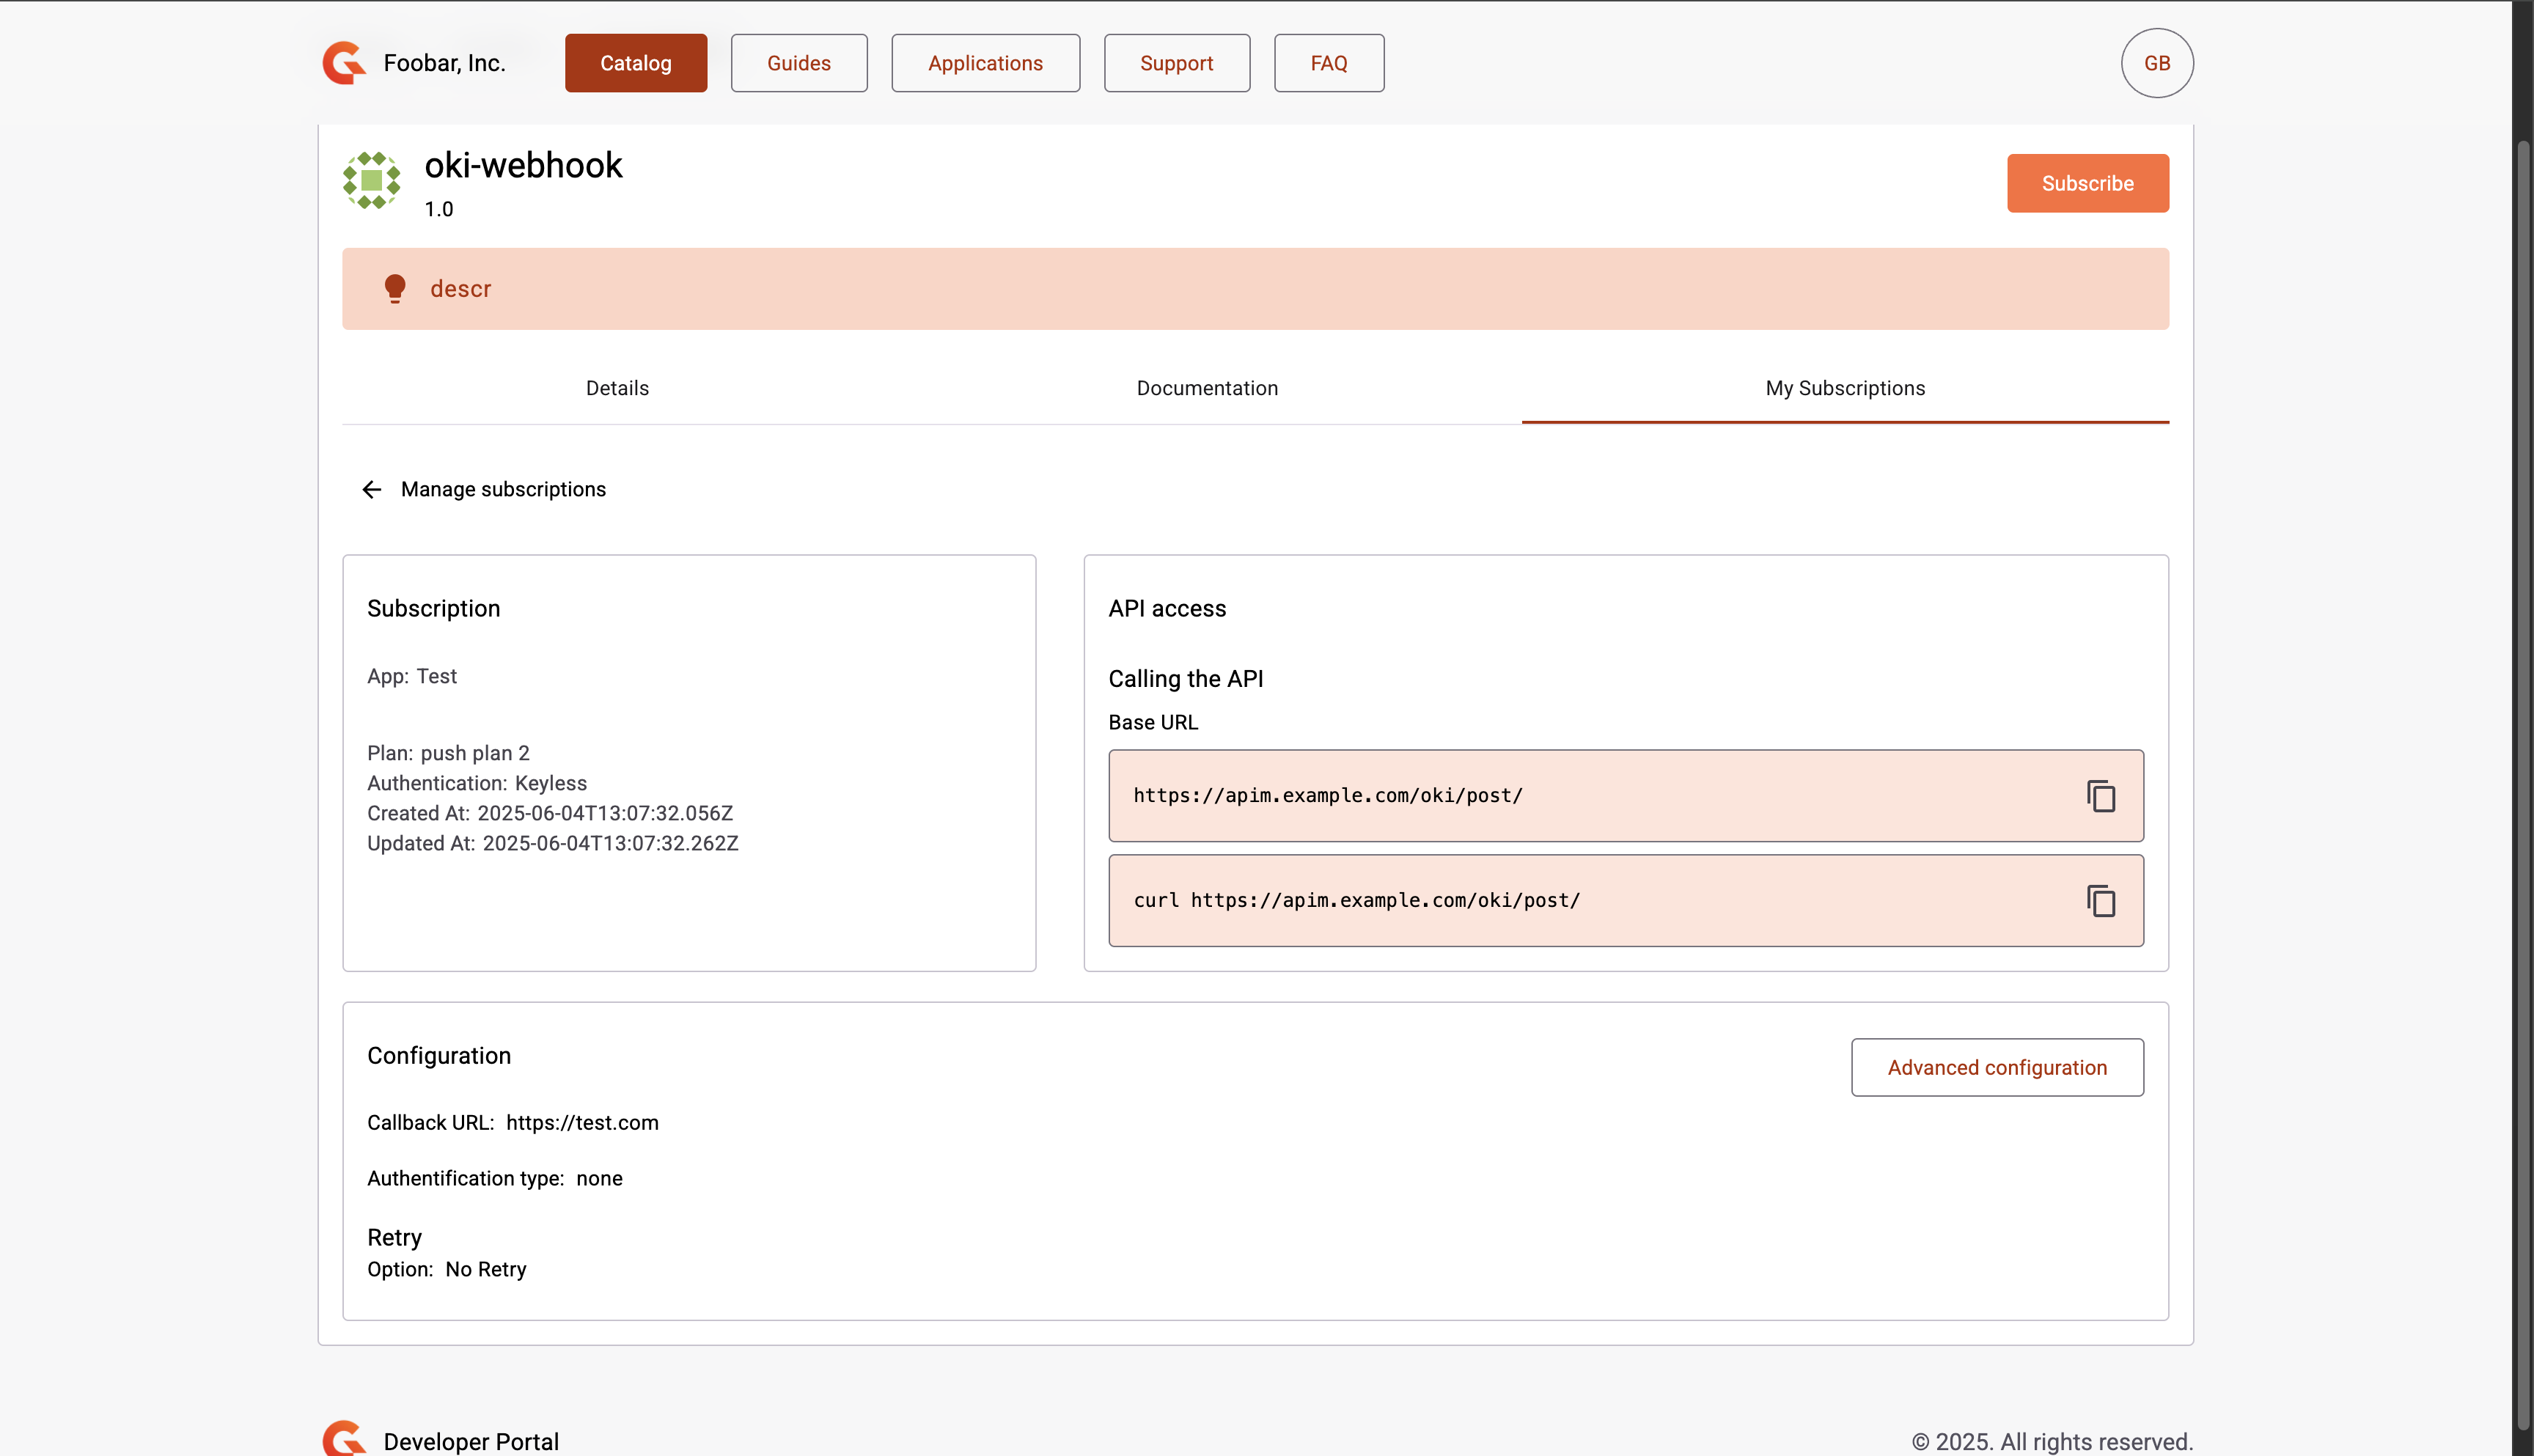 Foobar, Inc.
Catalog
Guides
Applications
Support
FAQ
GB
oki-webhook
1.0
Subscribe
descr
Details
Documentation
My Subscriptions
Manage subscriptions
Subscription
App: Test
Plan: push plan 2
Authentication: Keyless
Created At: 2025-06-04T13:07:32.056Z
Updated At: 2025-06-04T13:07:32.262Z
API access
Calling the API
Base URL
https://apim.example.com/oki/post/
curl https://apim.example.com/oki/post/
Configuration
Advanced configuration
Callback URL: https://test.com
Authentification type: none
Retry
Option: No Retry
Developer Portal
© 2025. All rights reserved.